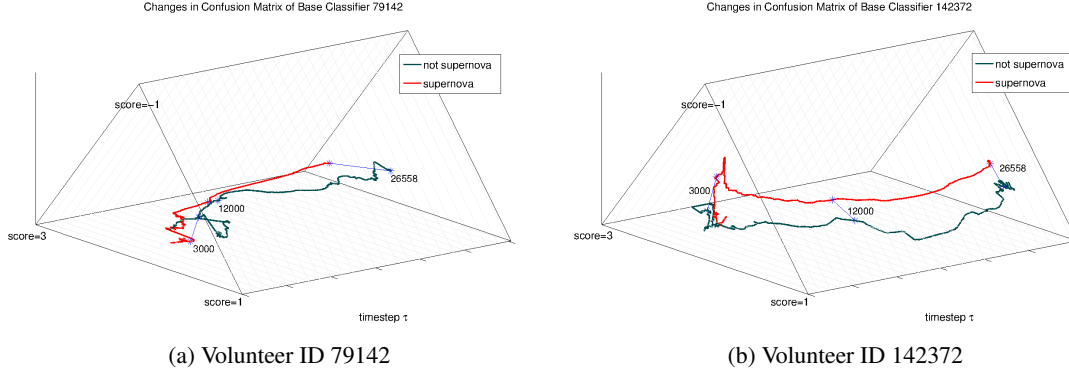 Changes in Confusion Matrix of Base Classifier 79142
not supernova
supernova
score=−1
26558
12000
3000
score=3
score=1
timestep τ
(a) Volunteer ID 79142
Changes in Confusion Matrix of Base Classifier 142372
not supernova
supernova
score=−1
26558
3000
12000
score=3
score=1
timestep τ
(b) Volunteer ID 142372